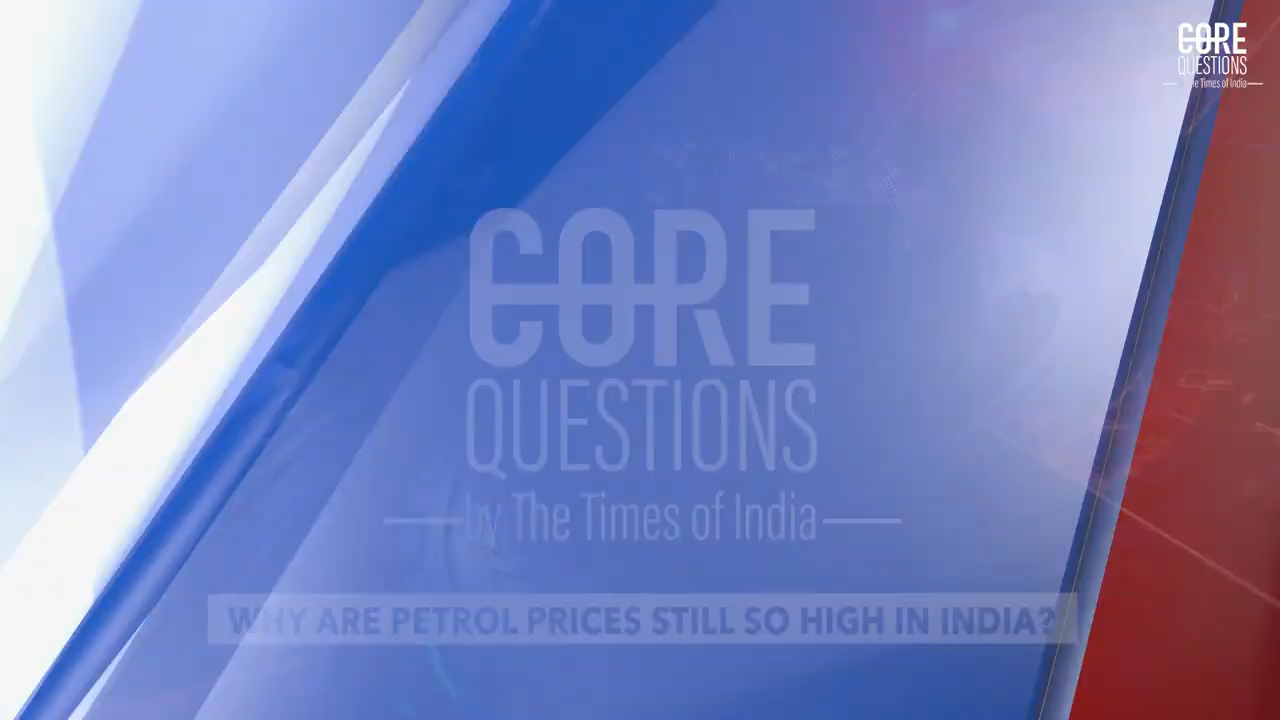 CORE
QUESTIONS
by The Times of India
CORE
QUESTIONS
by The Times of India
WHY ARE PETROL PRICES STILL SO HIGH IN INDIA?